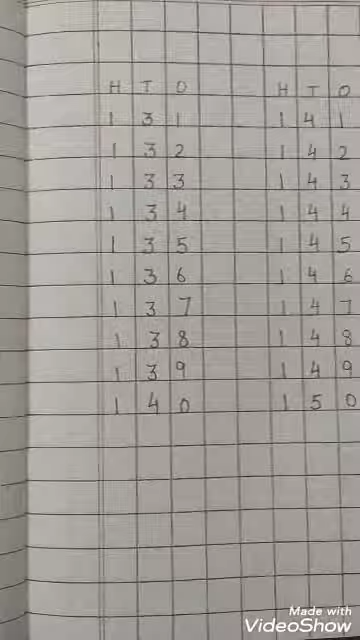 H T O H T O
1 3 1 1 4 1
1 3 2 1 4 2
1 3 3 1 4 3
1 3 4 1 4 4
1 3 5 1 4 5
1 3 6 1 4 6
1 3 7 1 4 7
1 3 8 1 4 8
1 3 9 1 4 9
1 4 0 1 5 0
Made with
VideoShow